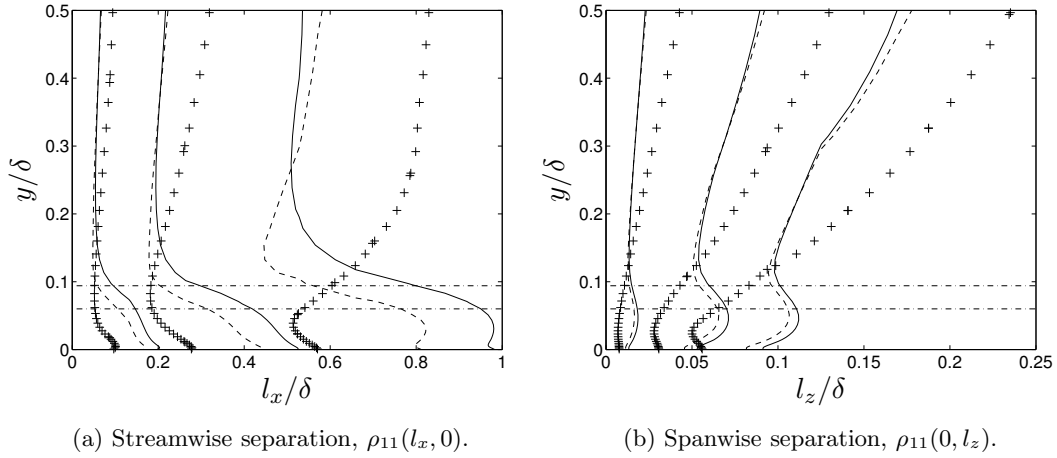 0.5
0.4
0.3
0.2
0.1
0
y/δ
0 0.2 0.4 0.6 0.8 1
l_x/δ
(a) Streamwise separation, ρ₁₁(l_x, 0).
0.5
0.4
0.3
0.2
0.1
0
y/δ
0 0.05 0.1 0.15 0.2 0.25
l_z/δ
(b) Spanwise separation, ρ₁₁(0, l_z).